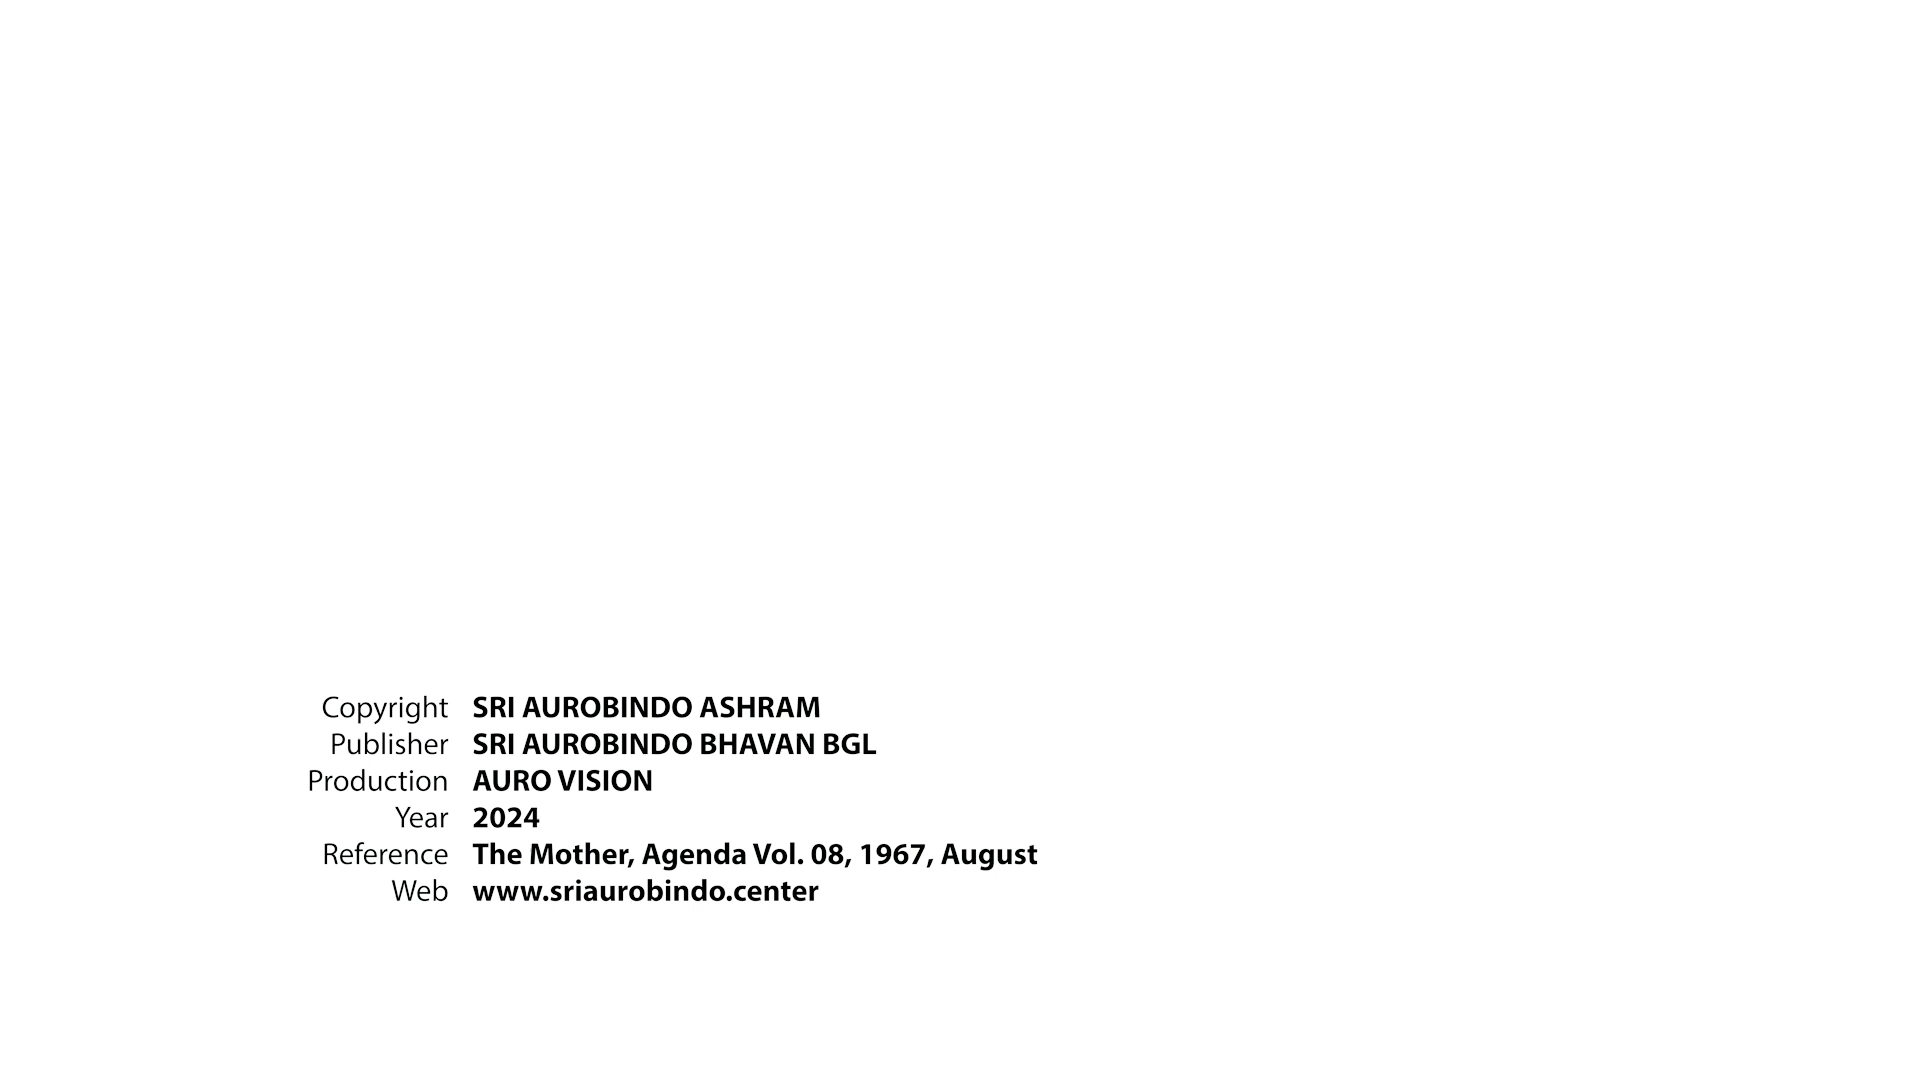 Copyright SRI AUROBINDO ASHRAM
Publisher SRI AUROBINDO BHAVAN BGL
Production AURO VISION
Year 2024
Reference The Mother, Agenda Vol. 08, 1967, August
Web www.sriaurobindo.center